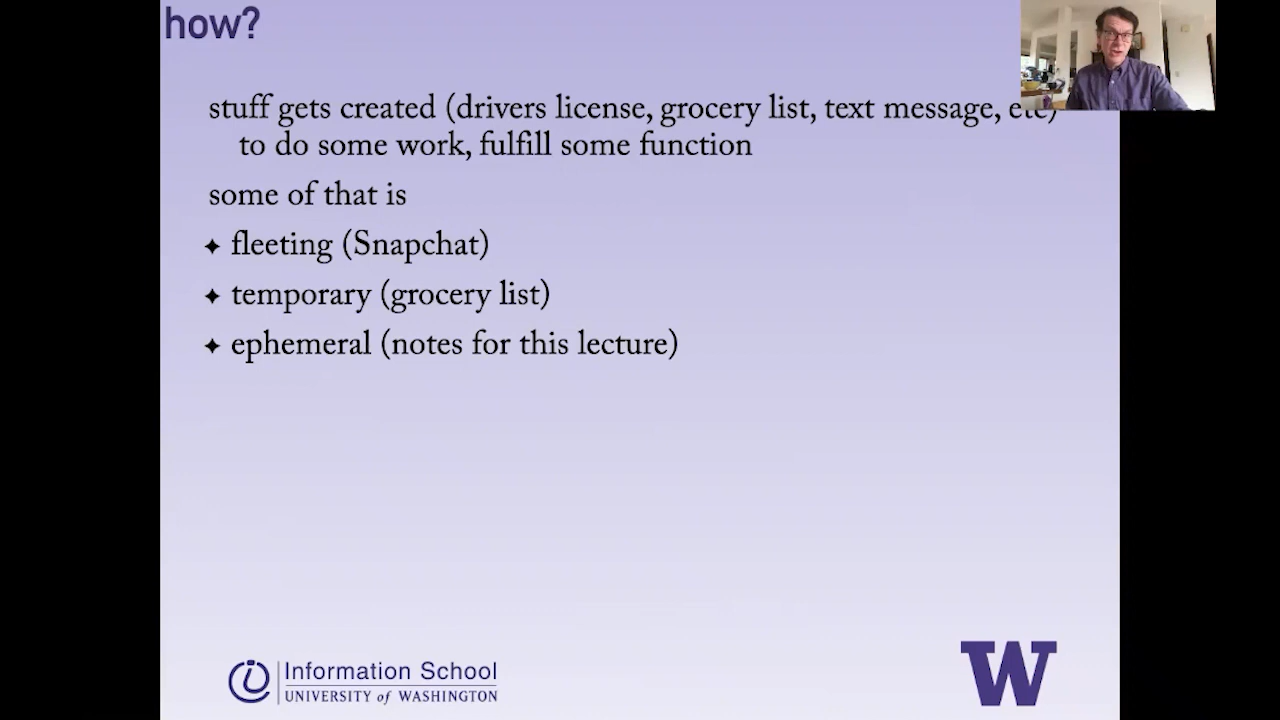 how?
stuff gets created (drivers license, grocery list, text message, etc)
to do some work, fulfill some function
some of that is
✦ fleeting (Snapchat)
✦ temporary (grocery list)
✦ ephemeral (notes for this lecture)
i Information School
UNIVERSITY of WASHINGTON
W